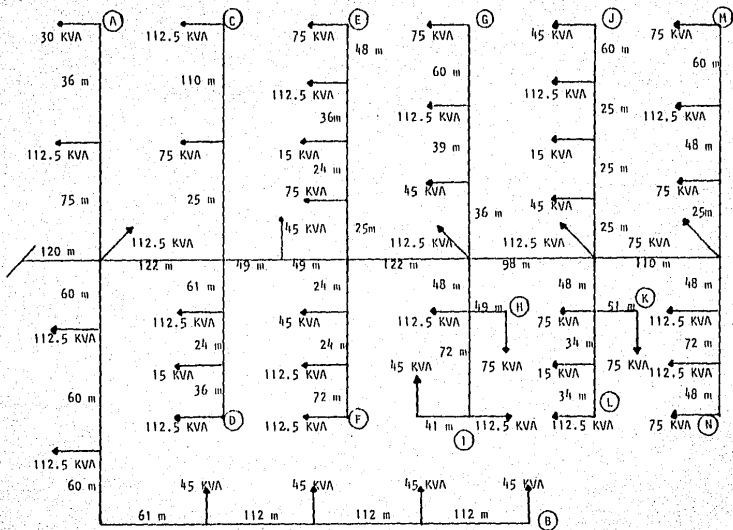 A C E G J M
30 KVA 112.5 KVA 75 KVA 75 KVA 45 KVA 75 KVA
48 m
36 m 110 m 60 m 60 m 60 m
112.5 KVA 112.5 KVA 112.5 KVA 112.5 KVA
36m 25 m
112.5 KVA 75 KVA 15 KVA 39 m 15 KVA 48 m
24 m 25 m
75 KVA 45 KVA 75 KVA
75 m 25 m 45 KVA
45 KVA 25m 36 m 25 m 25m
120 m 112.5 KVA 112.5 KVA 112.5 KVA 75 KVA
122 m 49 m 49 m 122 m 98 m 110 m
60 m 61 m 24 m 48 m 48 m 48 m
49 m H 51 m K
112.5 KVA 112.5 KVA 45 KVA 112.5 KVA 75 KVA 112.5 KVA
24 m 24 m 72 m 34 m 72 m
15 KVA 112.5 KVA 45 KVA 75 KVA 15 KVA 75 KVA 112.5 KVA
60 m 36 m 72 m 34 m 48 m
112.5 KVA D 112.5 KVA F 41 m I 112.5 KVA 112.5 KVA L 75 KVA N
112.5 KVA
60 m 45 KVA 45 KVA 45 KVA 45 KVA
61 m 112 m 112 m 112 m B